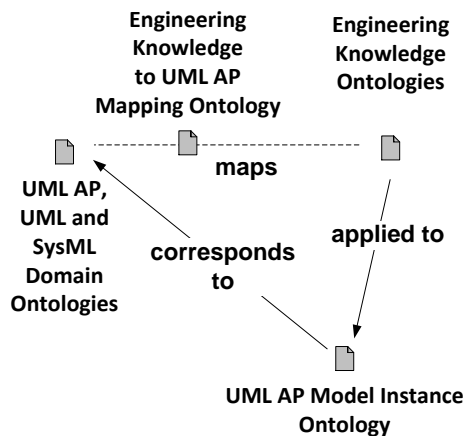 Engineering
Knowledge
to UML AP
Mapping Ontology
Engineering
Knowledge
Ontologies
maps
UML AP,
UML and
SysML
Domain
Ontologies
corresponds
to
applied to
UML AP Model Instance
Ontology